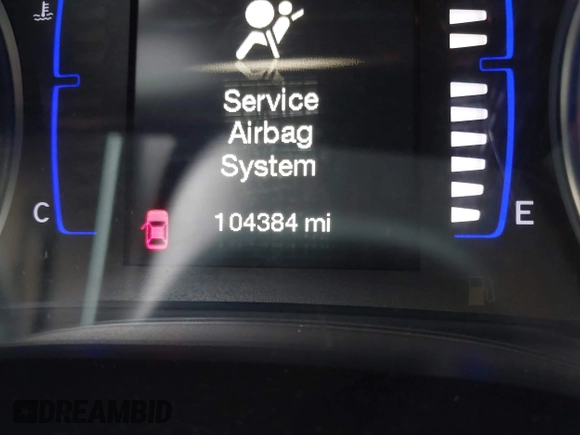 Service
Airbag
System
C
104384 mi
E
DREAMBID